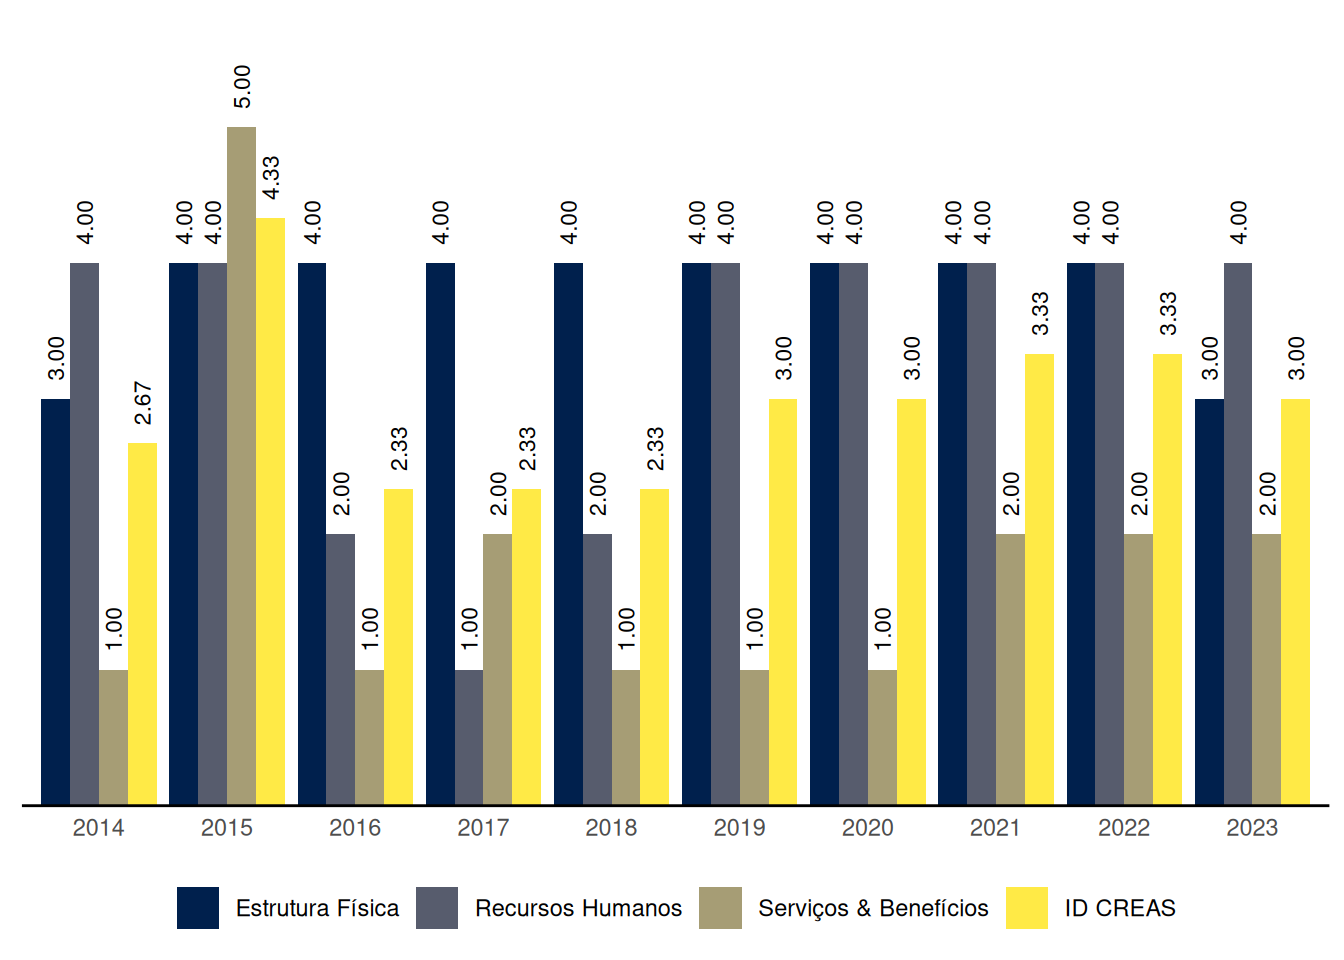 5.00
4.33
4.00 4.00 4.00 4.00 4.00 4.00 4.00 4.00 4.00 4.00 4.00 4.00 4.00 4.00 4.00
3.33 3.33
3.00 3.00 3.00 3.00 3.00
2.67
2.33 2.33 2.33
2.00 2.00 2.00 2.00 2.00 2.00
1.00 1.00 1.00 1.00 1.00 1.00
2014 2015 2016 2017 2018 2019 2020 2021 2022 2023
Estrutura Física Recursos Humanos Serviços & Benefícios ID CREAS